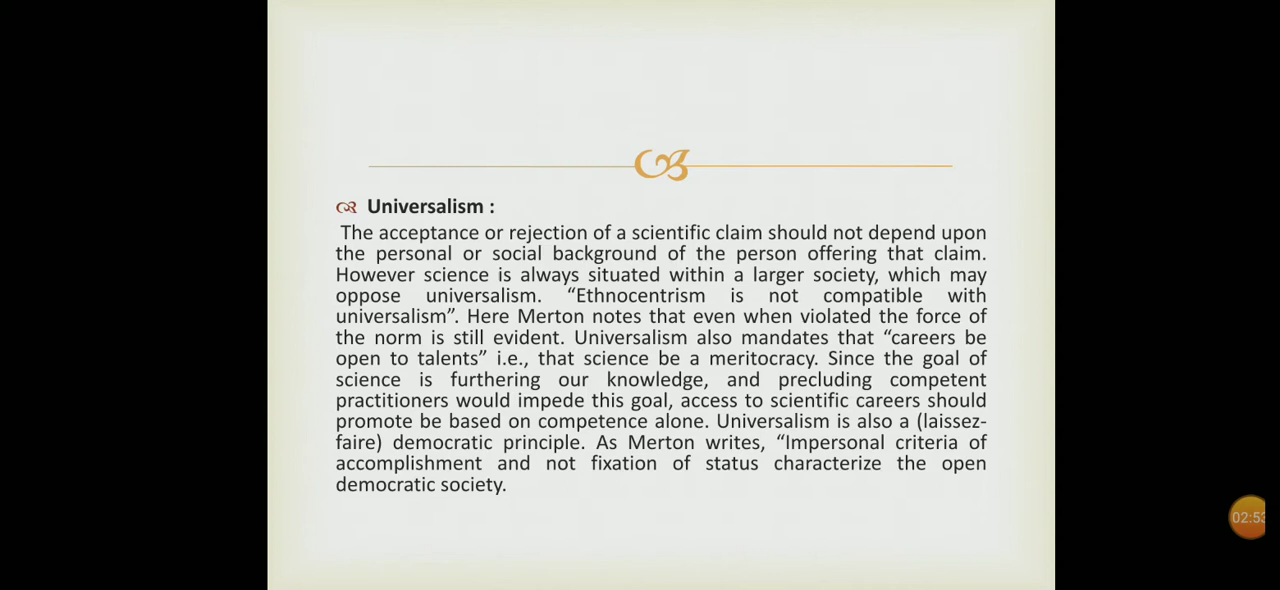 Universalism :
The acceptance or rejection of a scientific claim should not depend upon
the personal or social background of the person offering that claim.
However science is always situated within a larger society, which may
oppose universalism. “Ethnocentrism is not compatible with
universalism”. Here Merton notes that even when violated the force of
the norm is still evident. Universalism also mandates that “careers be
open to talents” i.e., that science be a meritocracy. Since the goal of
science is furthering our knowledge, and precluding competent
practitioners would impede this goal, access to scientific careers should
promote be based on competence alone. Universalism is also a (laissez-
faire) democratic principle. As Merton writes, “Impersonal criteria of
accomplishment and not fixation of status characterize the open
democratic society.
02:53